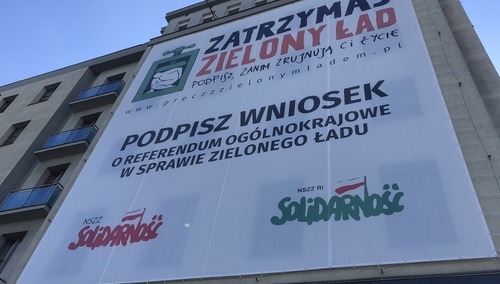 ZATRZYMAJ
ZIELONY ŁAD
PODPISZ, ZANIM ZRUJNUJĄ CI ŻYCIE
www.preczzzielonymladem.pl
PODPISZ WNIOSEK
O REFERENDUM OGÓLNOKRAJOWE
W SPRAWIE ZIELONEGO ŁADU
NSZZ
SOLIDARNOŚĆ
NSZZ RI
SOLIDARNOŚĆ